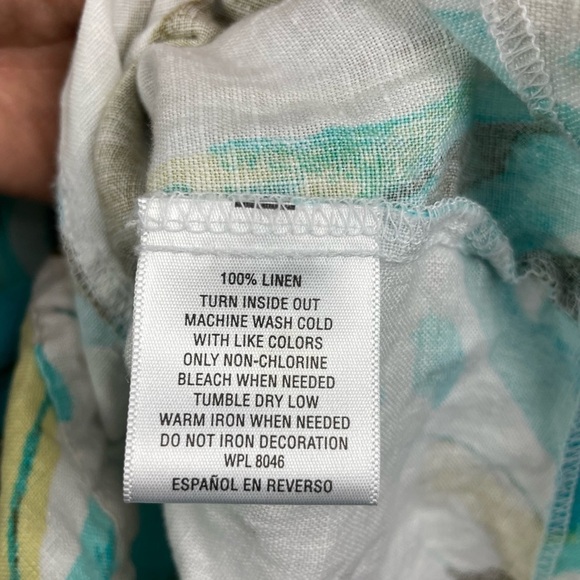 100% LINEN
TURN INSIDE OUT
MACHINE WASH COLD
WITH LIKE COLORS
ONLY NON-CHLORINE
BLEACH WHEN NEEDED
TUMBLE DRY LOW
WARM IRON WHEN NEEDED
DO NOT IRON DECORATION
WPL 8046
ESPAÑOL EN REVERSO